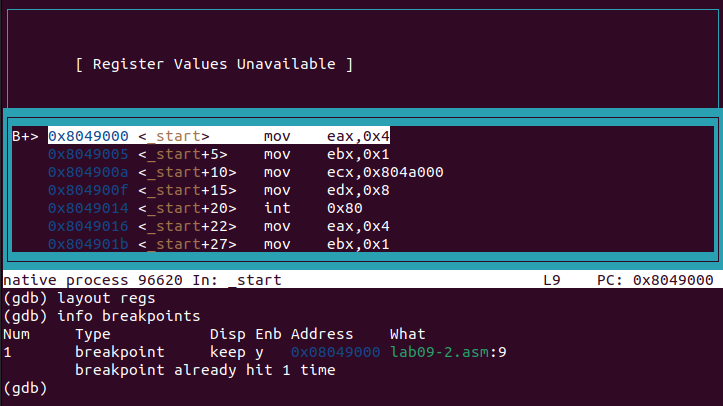 [ Register Values Unavailable ]
B+> 0x8049000 <_start>      mov    eax,0x4
0x8049005 <_start+5>    mov    ebx,0x1
0x804900a <_start+10>   mov    ecx,0x804a000
0x804900f <_start+15>   mov    edx,0x8
0x8049014 <_start+20>   int    0x80
0x8049016 <_start+22>   mov    eax,0x4
0x804901b <_start+27>   mov    ebx,0x1
native process 96620 In: _start                             L9    PC: 0x8049000
(gdb) layout regs
(gdb) info breakpoints
Num     Type           Disp Enb Address    What
1       breakpoint     keep y   0x08049000 lab09-2.asm:9
        breakpoint already hit 1 time
(gdb)